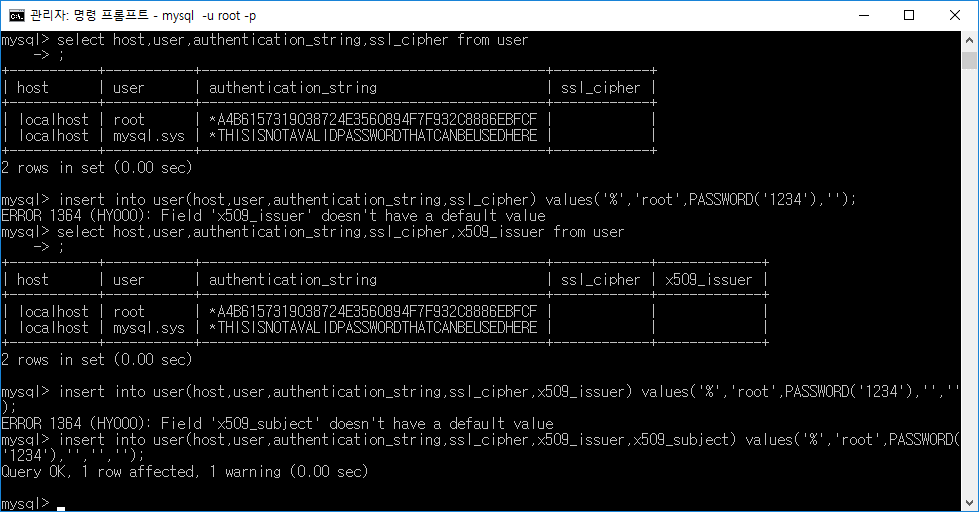 관리자: 명령 프롬프트 - mysql  -u root -p
mysql> select host,user,authentication_string,ssl_cipher from user
    -> ;
+-----------+-----------+-------------------------------------------+------------+
| host      | user      | authentication_string                     | ssl_cipher |
+-----------+-----------+-------------------------------------------+------------+
| localhost | root      | *A4B6157319038724E3560894F7F932C8886EBFCF |            |
| localhost | mysql.sys | *THISISNOTAVALIDPASSWORDTHATCANBEUSEDHERE |            |
+-----------+-----------+-------------------------------------------+------------+
2 rows in set (0.00 sec)
mysql> insert into user(host,user,authentication_string,ssl_cipher) values('%','root',PASSWORD('1234'),'');
ERROR 1364 (HY000): Field 'x509_issuer' doesn't have a default value
mysql> select host,user,authentication_string,ssl_cipher,x509_issuer from user
    -> ;
+-----------+-----------+-------------------------------------------+------------+-------------+
| host      | user      | authentication_string                     | ssl_cipher | x509_issuer |
+-----------+-----------+-------------------------------------------+------------+-------------+
| localhost | root      | *A4B6157319038724E3560894F7F932C8886EBFCF |            |             |
| localhost | mysql.sys | *THISISNOTAVALIDPASSWORDTHATCANBEUSEDHERE |            |             |
+-----------+-----------+-------------------------------------------+------------+-------------+
2 rows in set (0.00 sec)
mysql> insert into user(host,user,authentication_string,ssl_cipher,x509_issuer) values('%','root',PASSWORD('1234'),'',''
);
ERROR 1364 (HY000): Field 'x509_subject' doesn't have a default value
mysql> insert into user(host,user,authentication_string,ssl_cipher,x509_issuer,x509_subject) values('%','root',PASSWORD(
'1234'),'','','');
Query OK, 1 row affected, 1 warning (0.00 sec)
mysql>